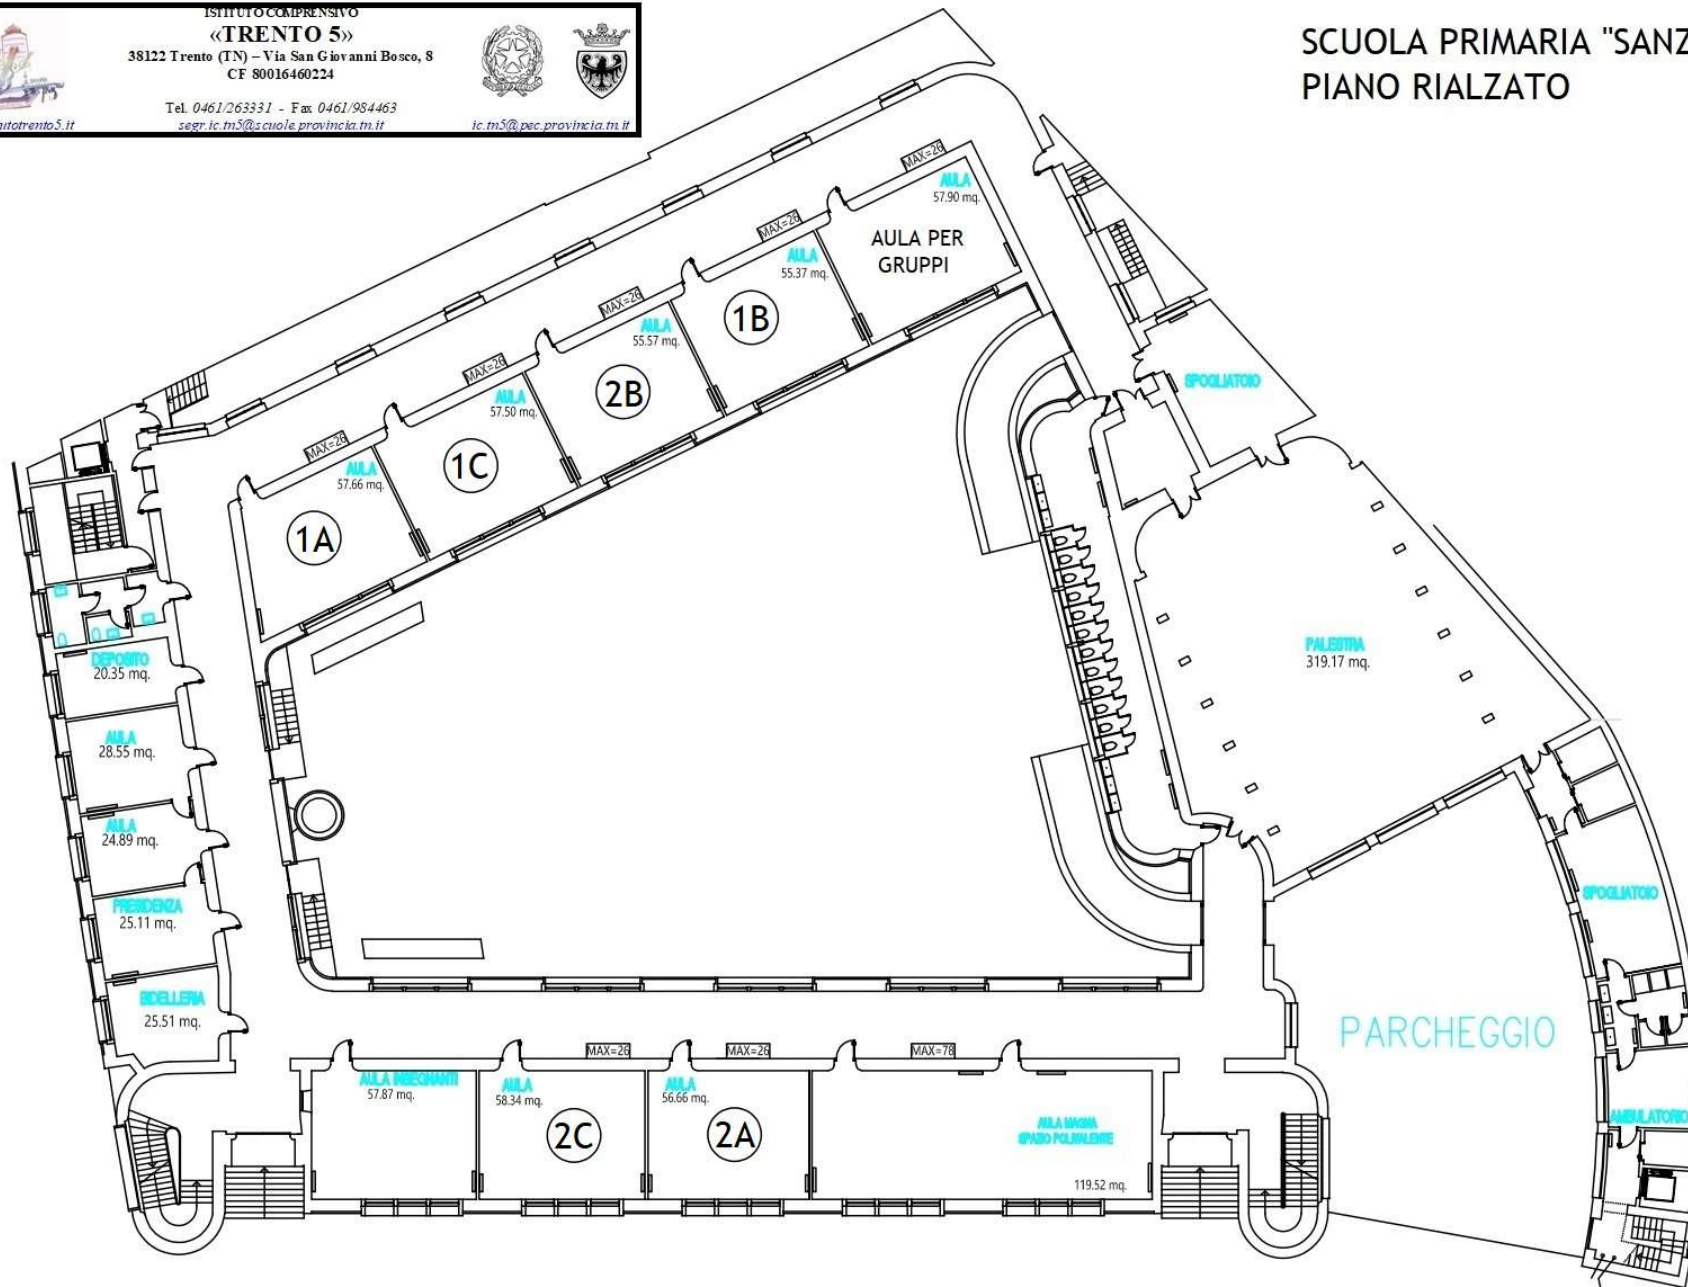 ISTITUTO COMPRENSIVO
«TRENTO 5»
38122 Trento (TN) – Via San Giovanni Bosco, 8
CF 80016460224
Tel. 0461/263331 - Fax 0461/984463
segr.ic.tn5@scuole.provincia.tn.it
ic.tn5@pec.provincia.tn.it
SCUOLA PRIMARIA "SANZ
PIANO RIALZATO
MAX=26
AULA
57.90 mq.
AULA PER
GRUPPI
MAX=26
AULA
55.37 mq.
1B
MAX=26
AULA
55.57 mq.
2B
MAX=26
AULA
57.50 mq.
1C
MAX=26
AULA
57.66 mq.
1A
SPOGLIATOIO
PALESTRA
319.17 mq.
DEPOSITO
20.35 mq.
AULA
28.55 mq.
AULA
24.89 mq.
PRESIDENZA
25.11 mq.
BIDELLERIA
25.51 mq.
SPOGLIATOIO
PARCHEGGIO
AMBULATORIO
MAX=26
MAX=26
MAX=78
AULA INSEGNANTI
57.87 mq.
AULA
58.34 mq.
2C
AULA
56.66 mq.
2A
AULA MAGNA
SPAZIO POLIVALENTE
119.52 mq.